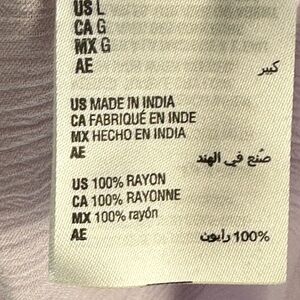 US L
CA G
MX G
AE كبير
US MADE IN INDIA
CA FABRIQUÉ EN INDE
MX HECHO EN INDIA
AE صُنع في الهند
US 100% RAYON
CA 100% RAYONNE
MX 100% rayón
AE 100% رايون